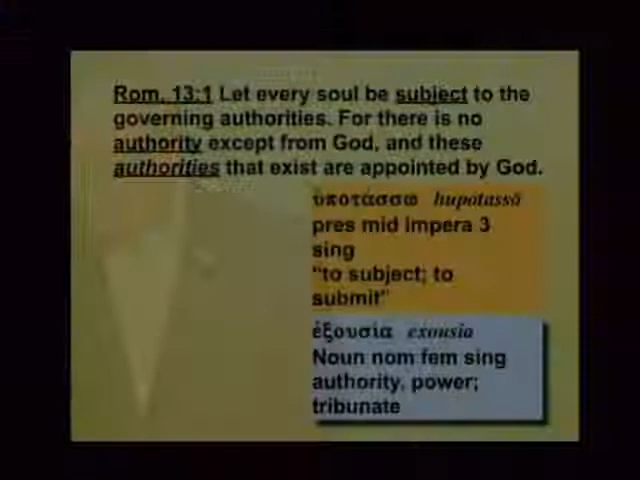 Rom. 13:1 Let every soul be subject to the
governing authorities. For there is no
authority except from God, and these
authorities that exist are appointed by God.
ὑποτάσσω hupotassō
pres mid impera 3
sing
“to subject; to
submit”
ἐξουσία exousia
Noun nom fem sing
authority, power;
tribunate